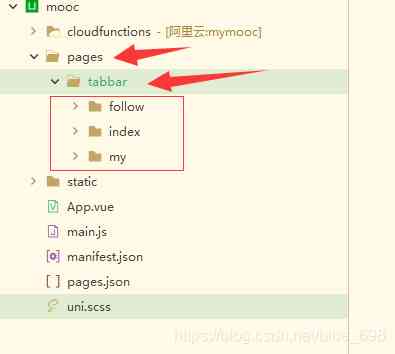 mooc
cloudfunctions - [阿里云:mymooc]
pages
tabbar
follow
index
my
static
App.vue
main.js
manifest.json
pages.json
uni.scss
https://blog.csdn.net/blue_698